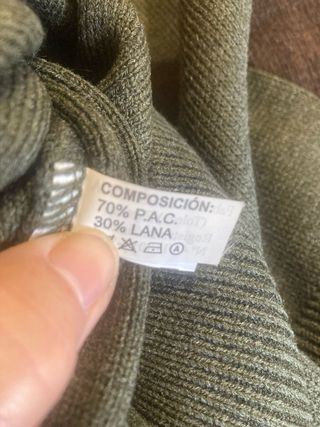 COMPOSICIÓN:
70% P.A.C.
30% LANA
A